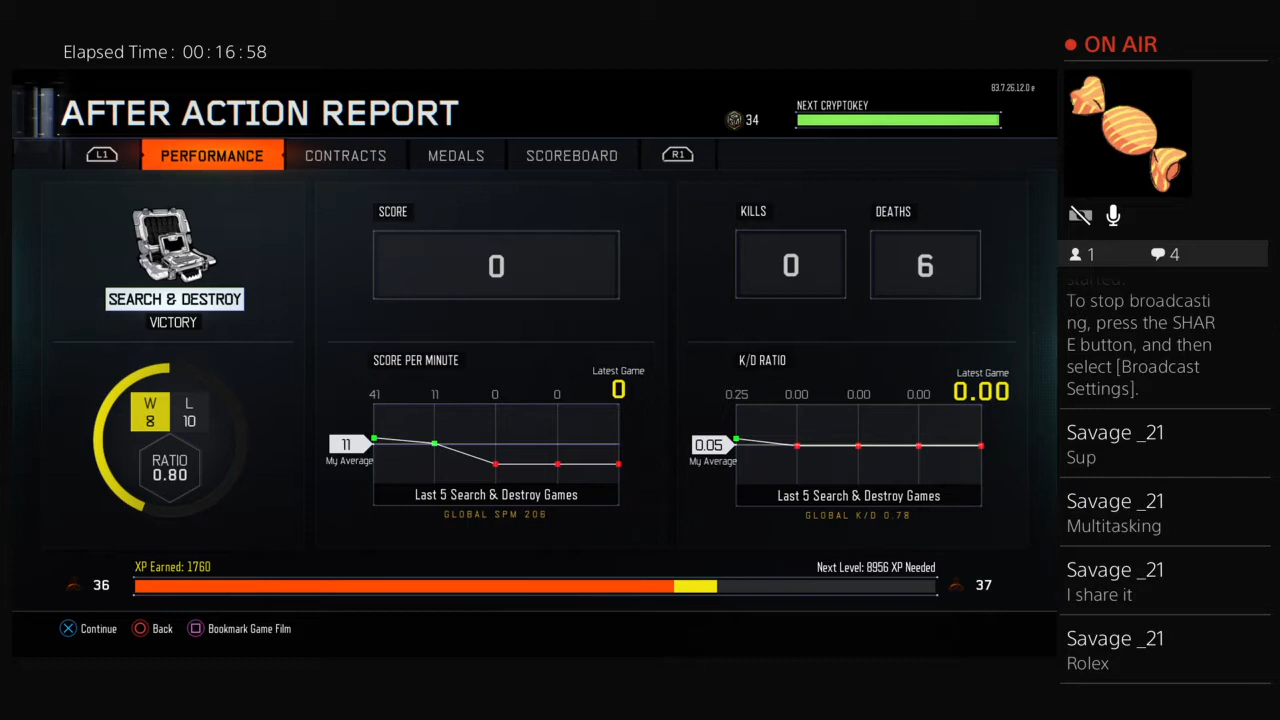 Elapsed Time: 00:16:58
ON AIR
AFTER ACTION REPORT
34
NEXT CRYPTOKEY
83.7.26.12.0
L1
PERFORMANCE
CONTRACTS
MEDALS
SCOREBOARD
R1
SEARCH & DESTROY
VICTORY
W
8
L
10
RATIO
0.80
SCORE
0
KILLS
0
DEATHS
6
SCORE PER MINUTE
Latest Game
41
11
0
0
0
11
My Average
Last 5 Search & Destroy Games
GLOBAL SPM 206
K/D RATIO
Latest Game
0.25
0.00
0.00
0.00
0.00
0.05
My Average
Last 5 Search & Destroy Games
GLOBAL K/D 0.78
XP Earned: 1760
Next Level: 8956 XP Needed
36
37
Continue
Back
Bookmark Game Film
1
4
started.
To stop broadcasti
ng, press the SHAR
E button, and then
select [Broadcast
Settings].
Savage _21
Sup
Savage _21
Multitasking
Savage _21
I share it
Savage _21
Rolex